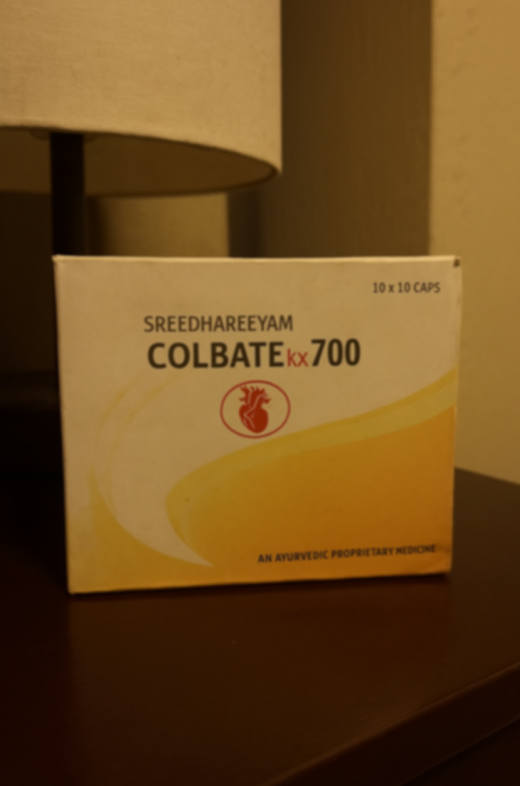 10 x 10 CAPS
SREEDHAREEYAM
COLBATE kx 700
AN AYURVEDIC PROPRIETARY MEDICINE